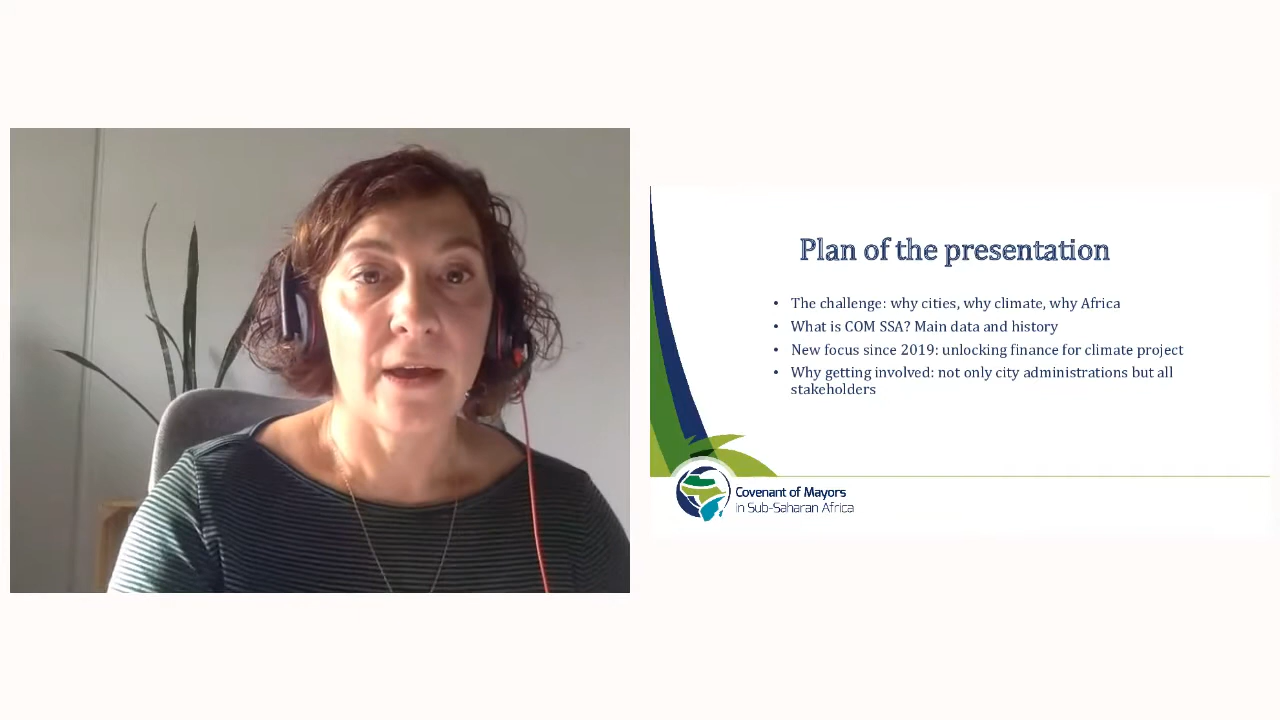 Plan of the presentation
• The challenge: why cities, why climate, why Africa
• What is COM SSA? Main data and history
• New focus since 2019: unlocking finance for climate project
• Why getting involved: not only city administrations but all
stakeholders
Covenant of Mayors
in Sub-Saharan Africa